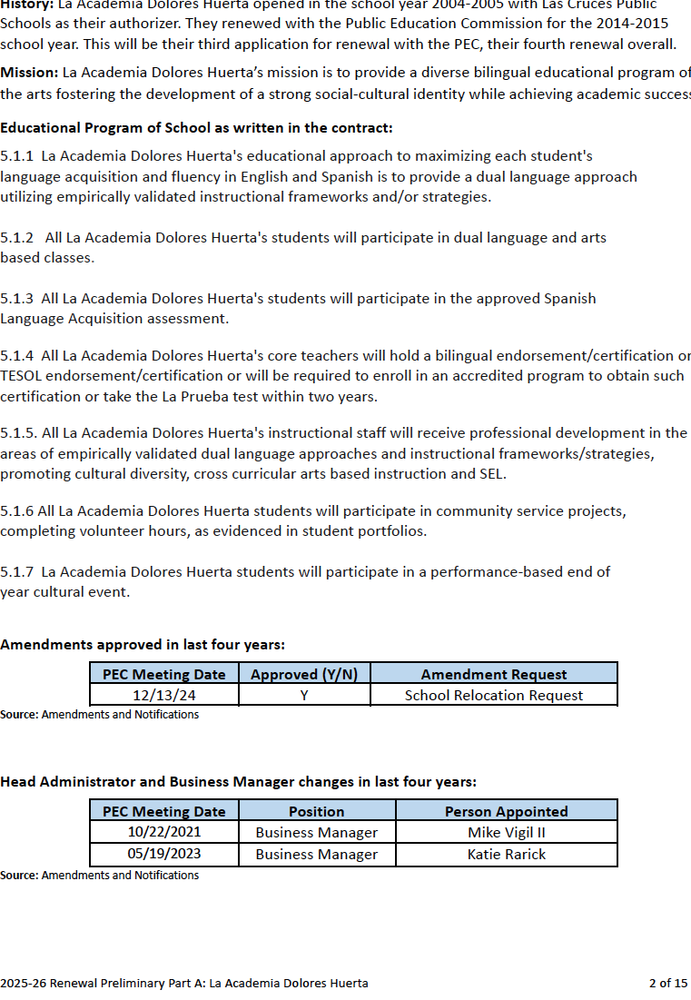 History: La Academia Dolores Huerta opened in the school year 2004-2005 with Las Cruces Public
Schools as their authorizer. They renewed with the Public Education Commission for the 2014-2015
school year. This will be their third application for renewal with the PEC, their fourth renewal overall.
Mission: La Academia Dolores Huerta’s mission is to provide a diverse bilingual educational program of
the arts fostering the development of a strong social-cultural identity while achieving academic success
Educational Program of School as written in the contract:
5.1.1 La Academia Dolores Huerta's educational approach to maximizing each student's
language acquisition and fluency in English and Spanish is to provide a dual language approach
utilizing empirically validated instructional frameworks and/or strategies.
5.1.2 All La Academia Dolores Huerta's students will participate in dual language and arts
based classes.
5.1.3 All La Academia Dolores Huerta's students will participate in the approved Spanish
Language Acquisition assessment.
5.1.4 All La Academia Dolores Huerta's core teachers will hold a bilingual endorsement/certification or
TESOL endorsement/certification or will be required to enroll in an accredited program to obtain such
certification or take the La Prueba test within two years.
5.1.5. All La Academia Dolores Huerta's instructional staff will receive professional development in the
areas of empirically validated dual language approaches and instructional frameworks/strategies,
promoting cultural diversity, cross curricular arts based instruction and SEL.
5.1.6 All La Academia Dolores Huerta students will participate in community service projects,
completing volunteer hours, as evidenced in student portfolios.
5.1.7 La Academia Dolores Huerta students will participate in a performance-based end of
year cultural event.
Amendments approved in last four years:
PEC Meeting Date Approved (Y/N) Amendment Request
12/13/24 Y School Relocation Request
Source: Amendments and Notifications
Head Administrator and Business Manager changes in last four years:
PEC Meeting Date Position Person Appointed
10/22/2021 Business Manager Mike Vigil II
05/19/2023 Business Manager Katie Rarick
Source: Amendments and Notifications
2025-26 Renewal Preliminary Part A: La Academia Dolores Huerta 2 of 15